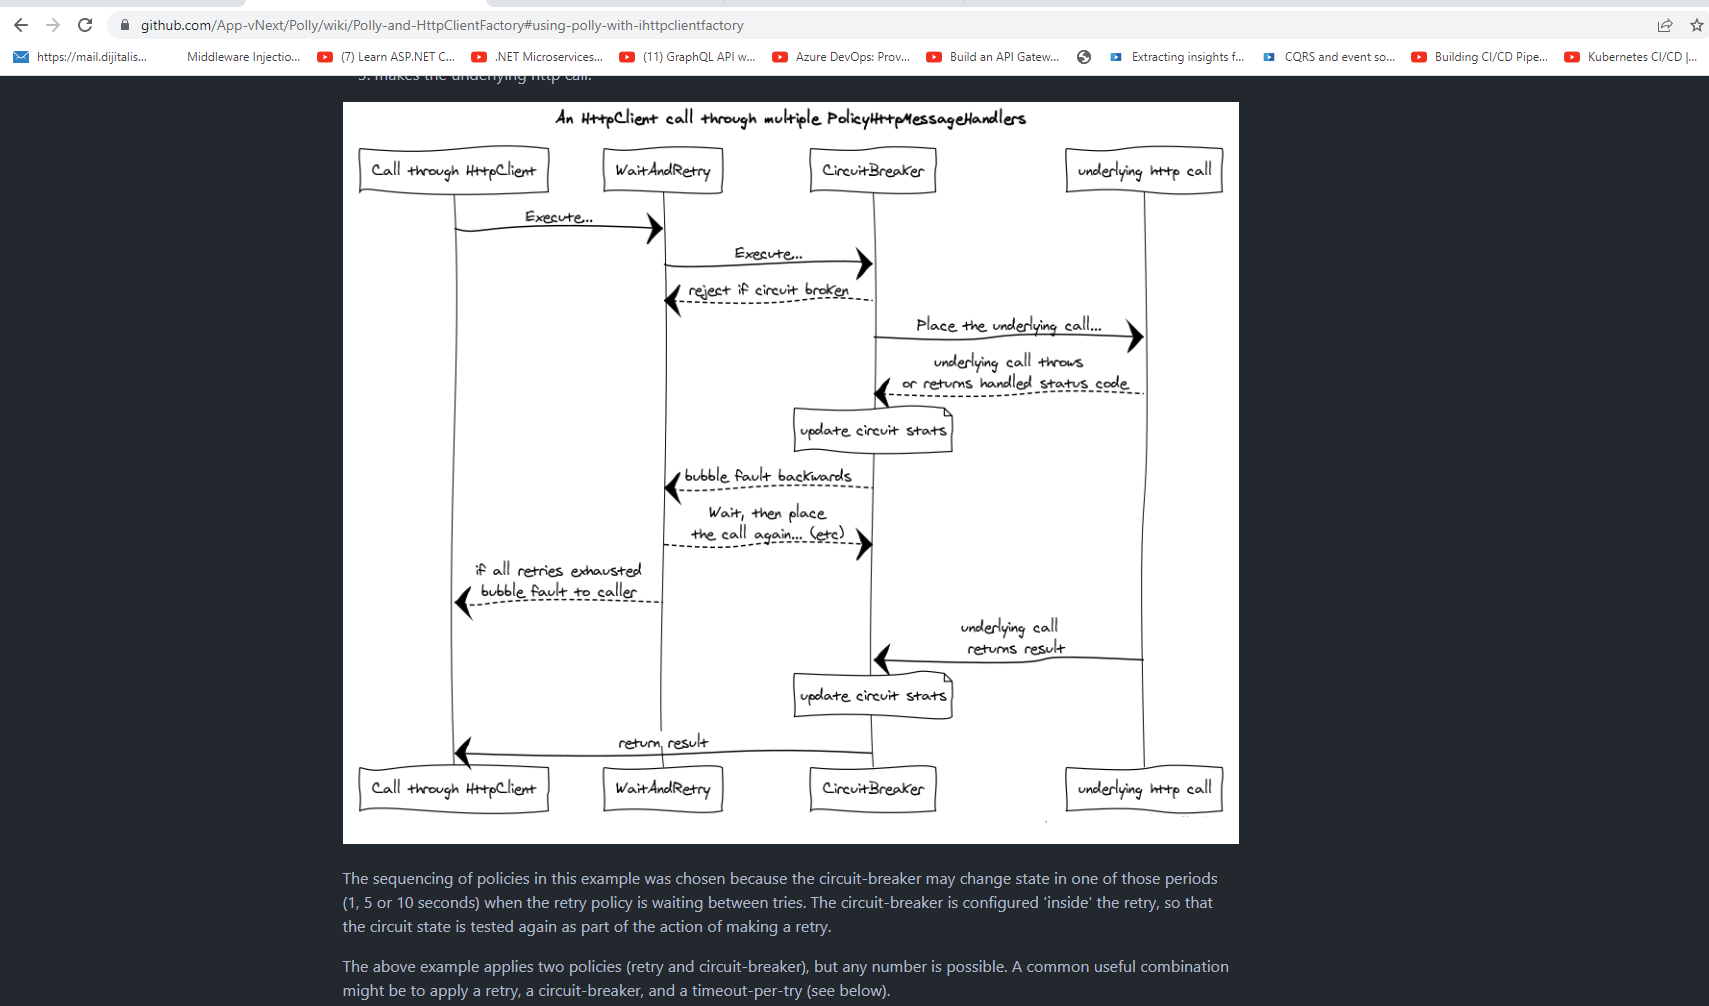 github.com/App-vNext/Polly/wiki/Polly-and-HttpClientFactory#using-polly-with-ihttpclientfactory
https://mail.dijitalis... Middleware Injectio... (7) Learn ASP.NET C... .NET Microservices... (11) GraphQL API w... Azure DevOps: Prov... Build an API Gatew... Extracting insights f... CQRS and event so... Building CI/CD Pipe... Kubernetes CI/CD |...
3. makes the underlying http call.
An HttpClient call through multiple PolicyHttpMessageHandlers
Call through HttpClient WaitAndRetry CircuitBreaker underlying http call
Execute...
Execute...
reject if circuit broken
Place the underlying call...
underlying call throws
or returns handled status code
update circuit stats
bubble fault backwards
Wait, then place
the call again... (etc)
if all retries exhausted
bubble fault to caller
underlying call
returns result
update circuit stats
return result
Call through HttpClient WaitAndRetry CircuitBreaker underlying http call
The sequencing of policies in this example was chosen because the circuit-breaker may change state in one of those periods
(1, 5 or 10 seconds) when the retry policy is waiting between tries. The circuit-breaker is configured 'inside' the retry, so that
the circuit state is tested again as part of the action of making a retry.
The above example applies two policies (retry and circuit-breaker), but any number is possible. A common useful combination
might be to apply a retry, a circuit-breaker, and a timeout-per-try (see below).